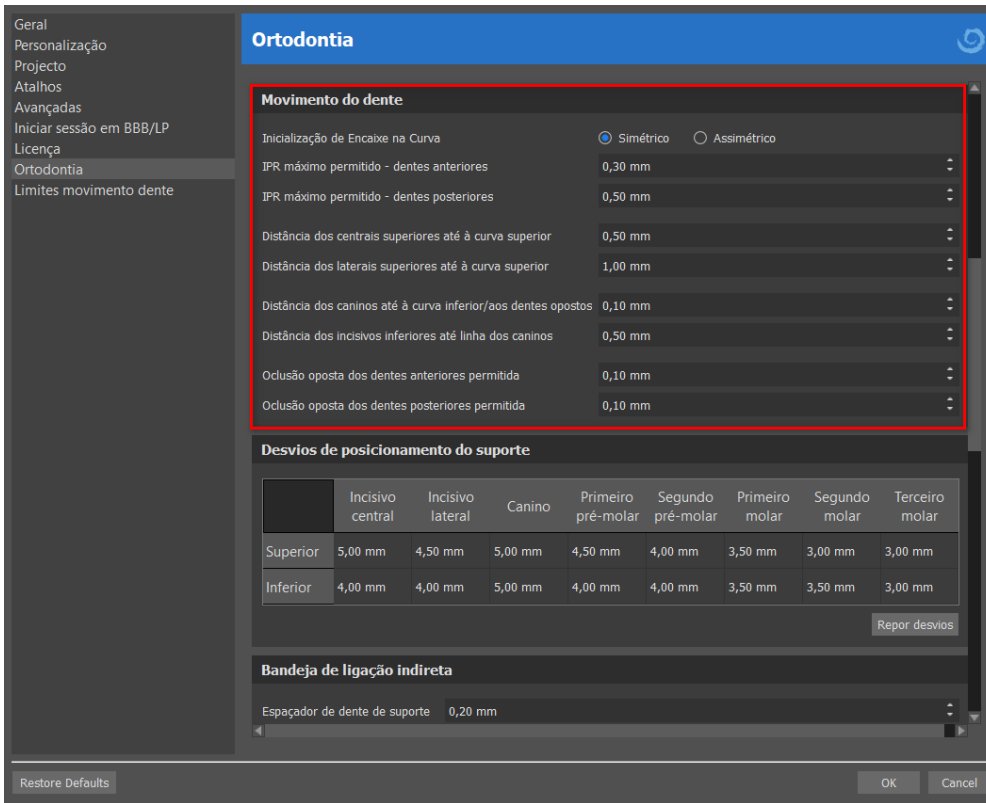 Geral
Personalização
Projecto
Atalhos
Avançadas
Iniciar sessão em BBB/LP
Licença
Ortodontia
Limites movimento dente
Ortodontia
Movimento do dente
Inicialização de Encaixe na Curva Simétrico Assimétrico
IPR máximo permitido - dentes anteriores 0,30 mm
IPR máximo permitido - dentes posteriores 0,50 mm
Distância dos centrais superiores até à curva superior 0,50 mm
Distância dos laterais superiores até à curva superior 1,00 mm
Distância dos caninos até à curva inferior/aos dentes opostos 0,10 mm
Distância dos incisivos inferiores até linha dos caninos 0,50 mm
Oclusão oposta dos dentes anteriores permitida 0,10 mm
Oclusão oposta dos dentes posteriores permitida 0,10 mm
Desvios de posicionamento do suporte
Incisivo central Incisivo lateral Canino Primeiro pré-molar Segundo pré-molar Primeiro molar Segundo molar Terceiro molar
Superior 5,00 mm 4,50 mm 5,00 mm 4,50 mm 4,00 mm 3,50 mm 3,00 mm 3,00 mm
Inferior 4,00 mm 4,00 mm 5,00 mm 4,00 mm 4,00 mm 3,50 mm 3,50 mm 3,00 mm
Repor desvios
Bandeja de ligação indireta
Espaçador de dente de suporte 0,20 mm
Restore Defaults OK Cancel